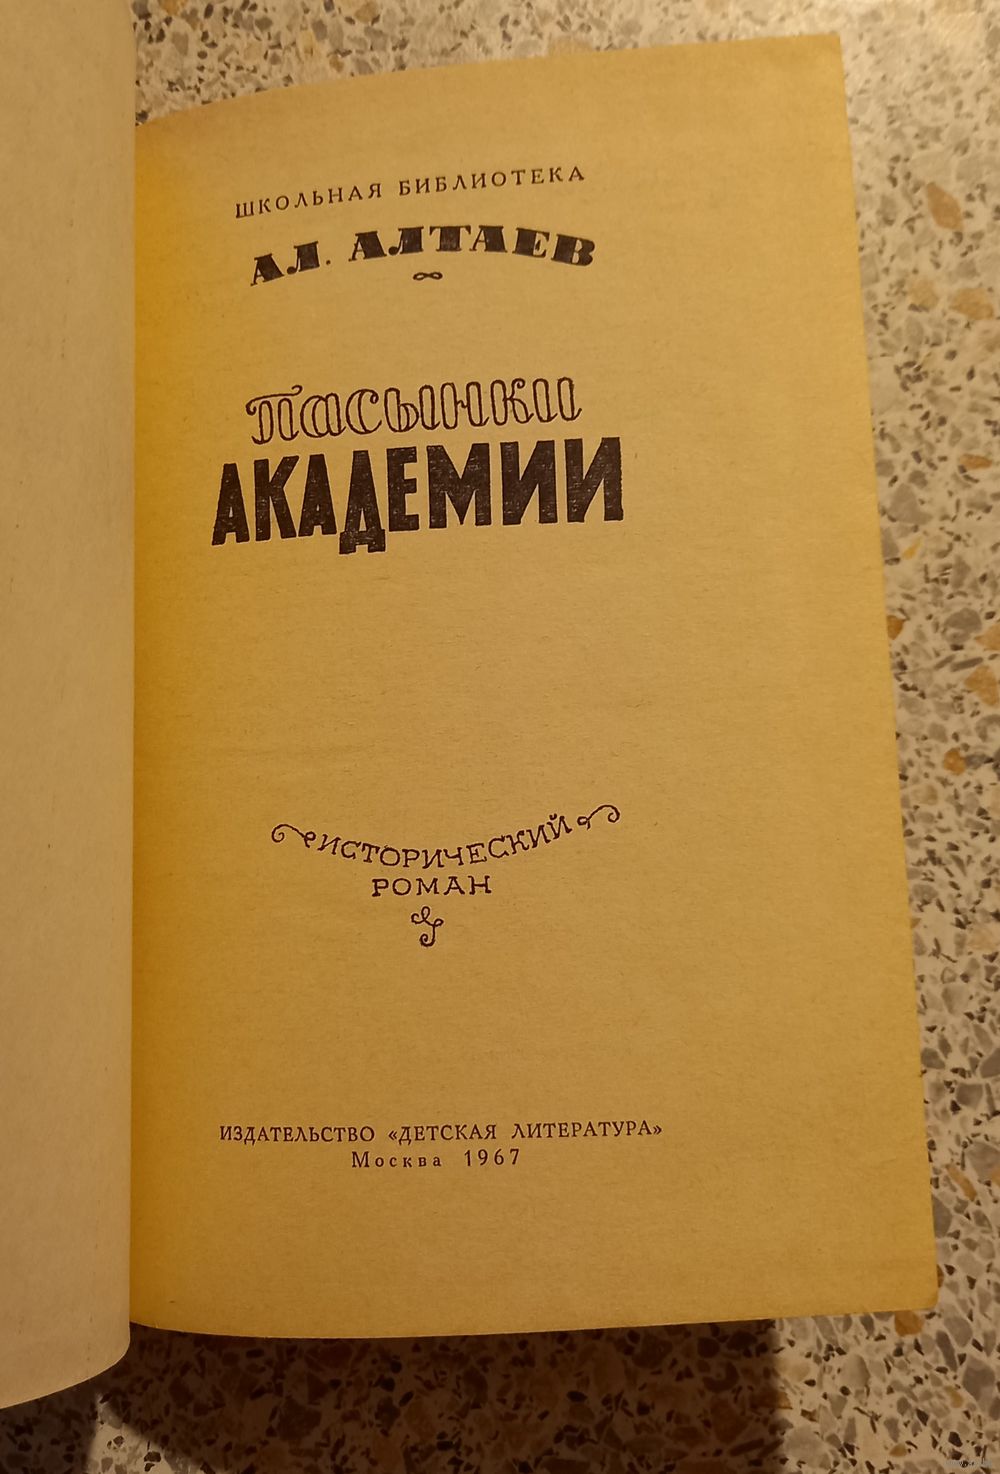 ШКОЛЬНАЯ БИБЛИОТЕКА
АЛ. АЛТАЕВ
Пасынки
АКАДЕМИИ
ИСТОРИЧЕСКИЙ
РОМАН
ИЗДАТЕЛЬСТВО «ДЕТСКАЯ ЛИТЕРАТУРА»
Москва 1967